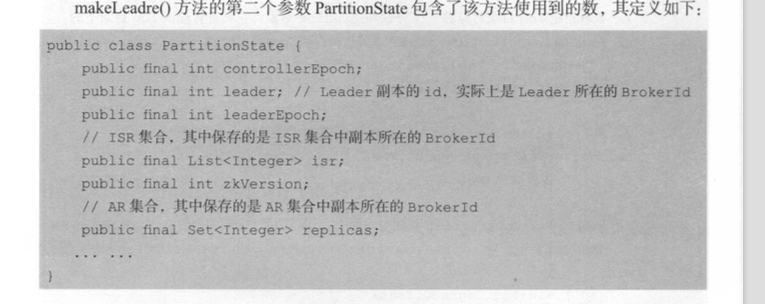 makeLeadre() 方法的第二个参数 PartitionState 包含了该方法使用到的数，其定义如下：
public class PartitionState {
    public final int controllerEpoch;
    public final int leader; // Leader 副本的 id，实际上是 Leader 所在的 BrokerId
    public final int leaderEpoch;
    // ISR 集合，其中保存的是 ISR 集合中副本所在的 BrokerId
    public final List<Integer> isr;
    public final int zkVersion;
    // AR 集合，其中保存的是 AR 集合中副本所在的 BrokerId
    public final Set<Integer> replicas;
    ... ...
}